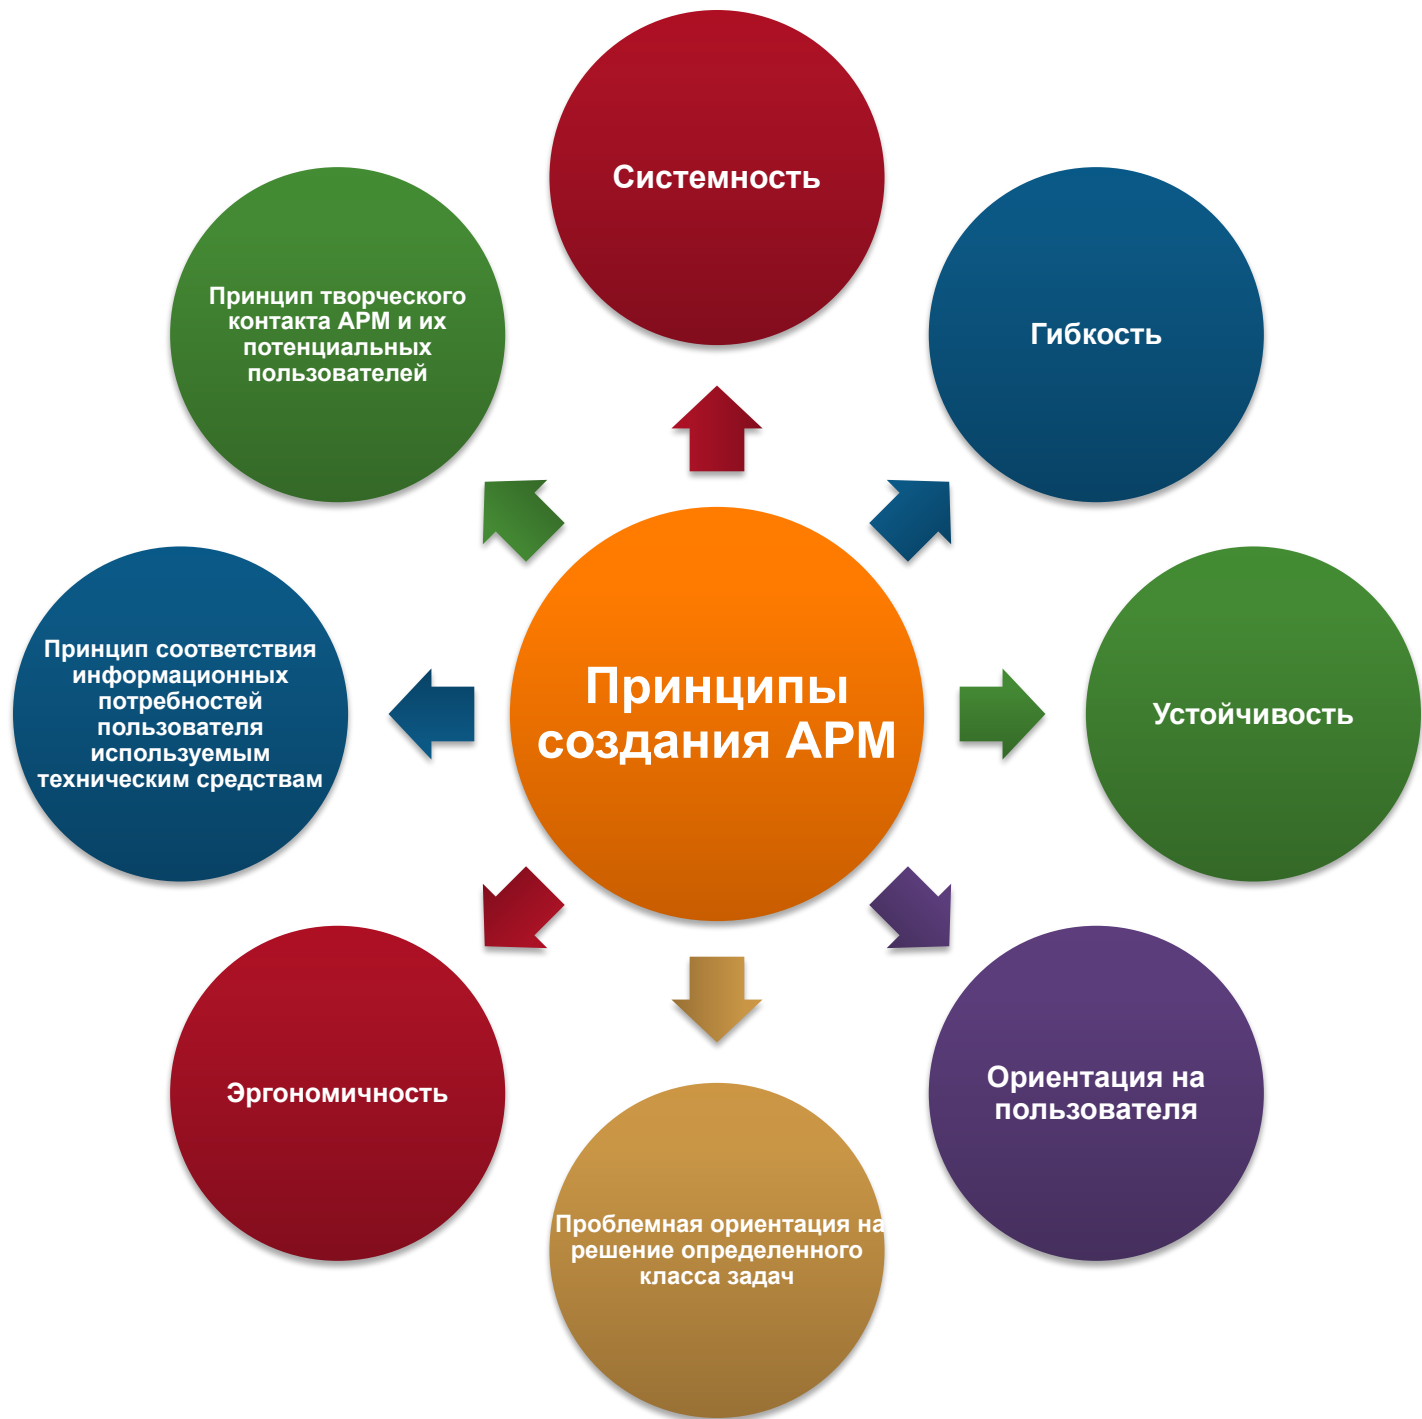 Системность
Гибкость
Принцип творческого
контакта АРМ и их
потенциальных
пользователей
Принципы
создания АРМ
Устойчивость
Принцип соответствия
информационных
потребностей
пользователя
используемым
техническим средствам
Ориентация на
пользователя
Эргономичность
Проблемная ориентация на
решение определенного
класса задач